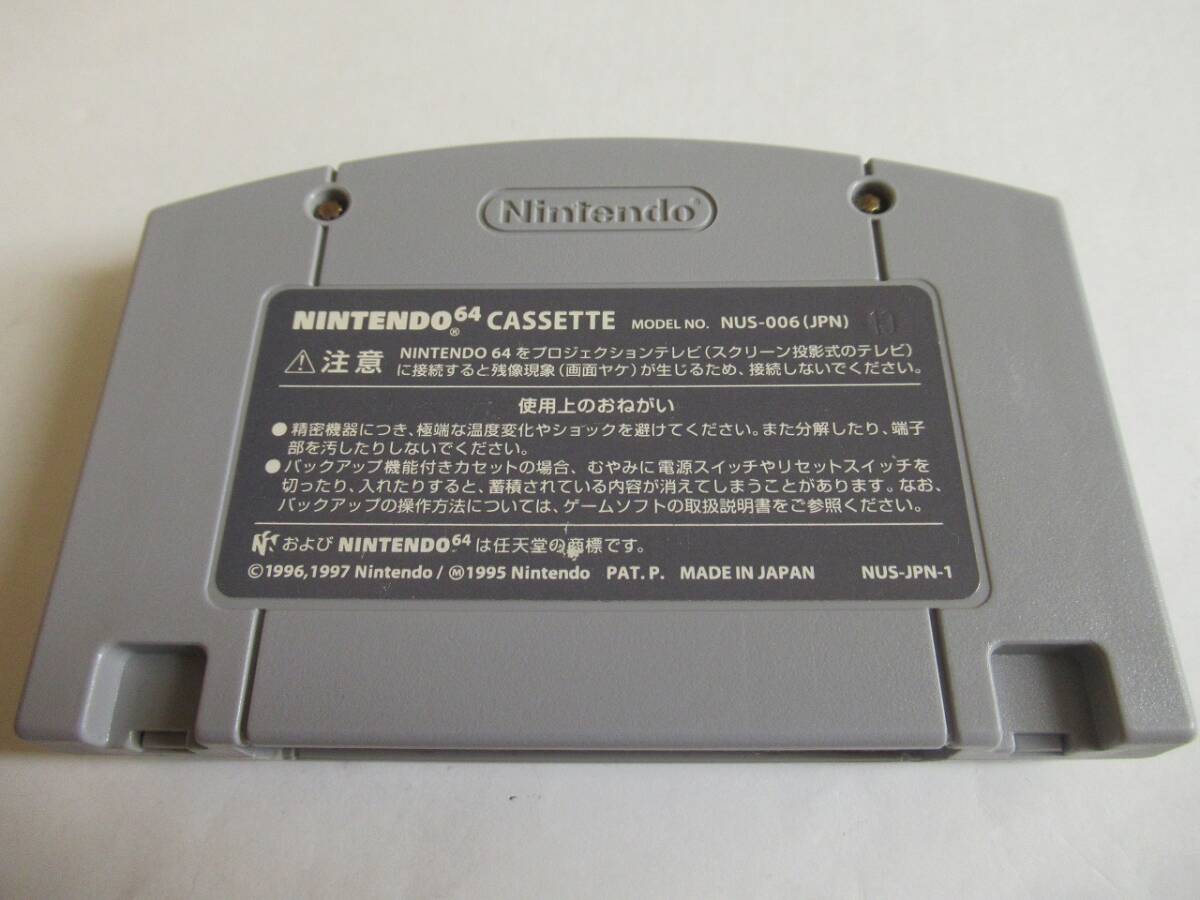 Nintendo®
NINTENDO64® CASSETTE MODEL NO. NUS-006(JPN)
⚠注意 NINTENDO 64をプロジェクションテレビ(スクリーン投影式のテレビ)
に接続すると残像現象(画面ヤケ)が生じるため、接続しないでください。
使用上のおねがい
●精密機器につき、極端な温度変化やショックを避けてください。また分解したり、端子
部を汚したりしないでください。
●バックアップ機能付きカセットの場合、むやみに電源スイッチやリセットスイッチを
切ったり、入れたりすると、蓄積されている内容が消えてしまうことがあります。なお、
バックアップの操作方法については、ゲームソフトの取扱説明書をご参照ください。
および NINTENDO64 は任天堂の商標です。
©1996,1997 Nintendo/Ⓜ1995 Nintendo PAT.P. MADE IN JAPAN NUS-JPN-1